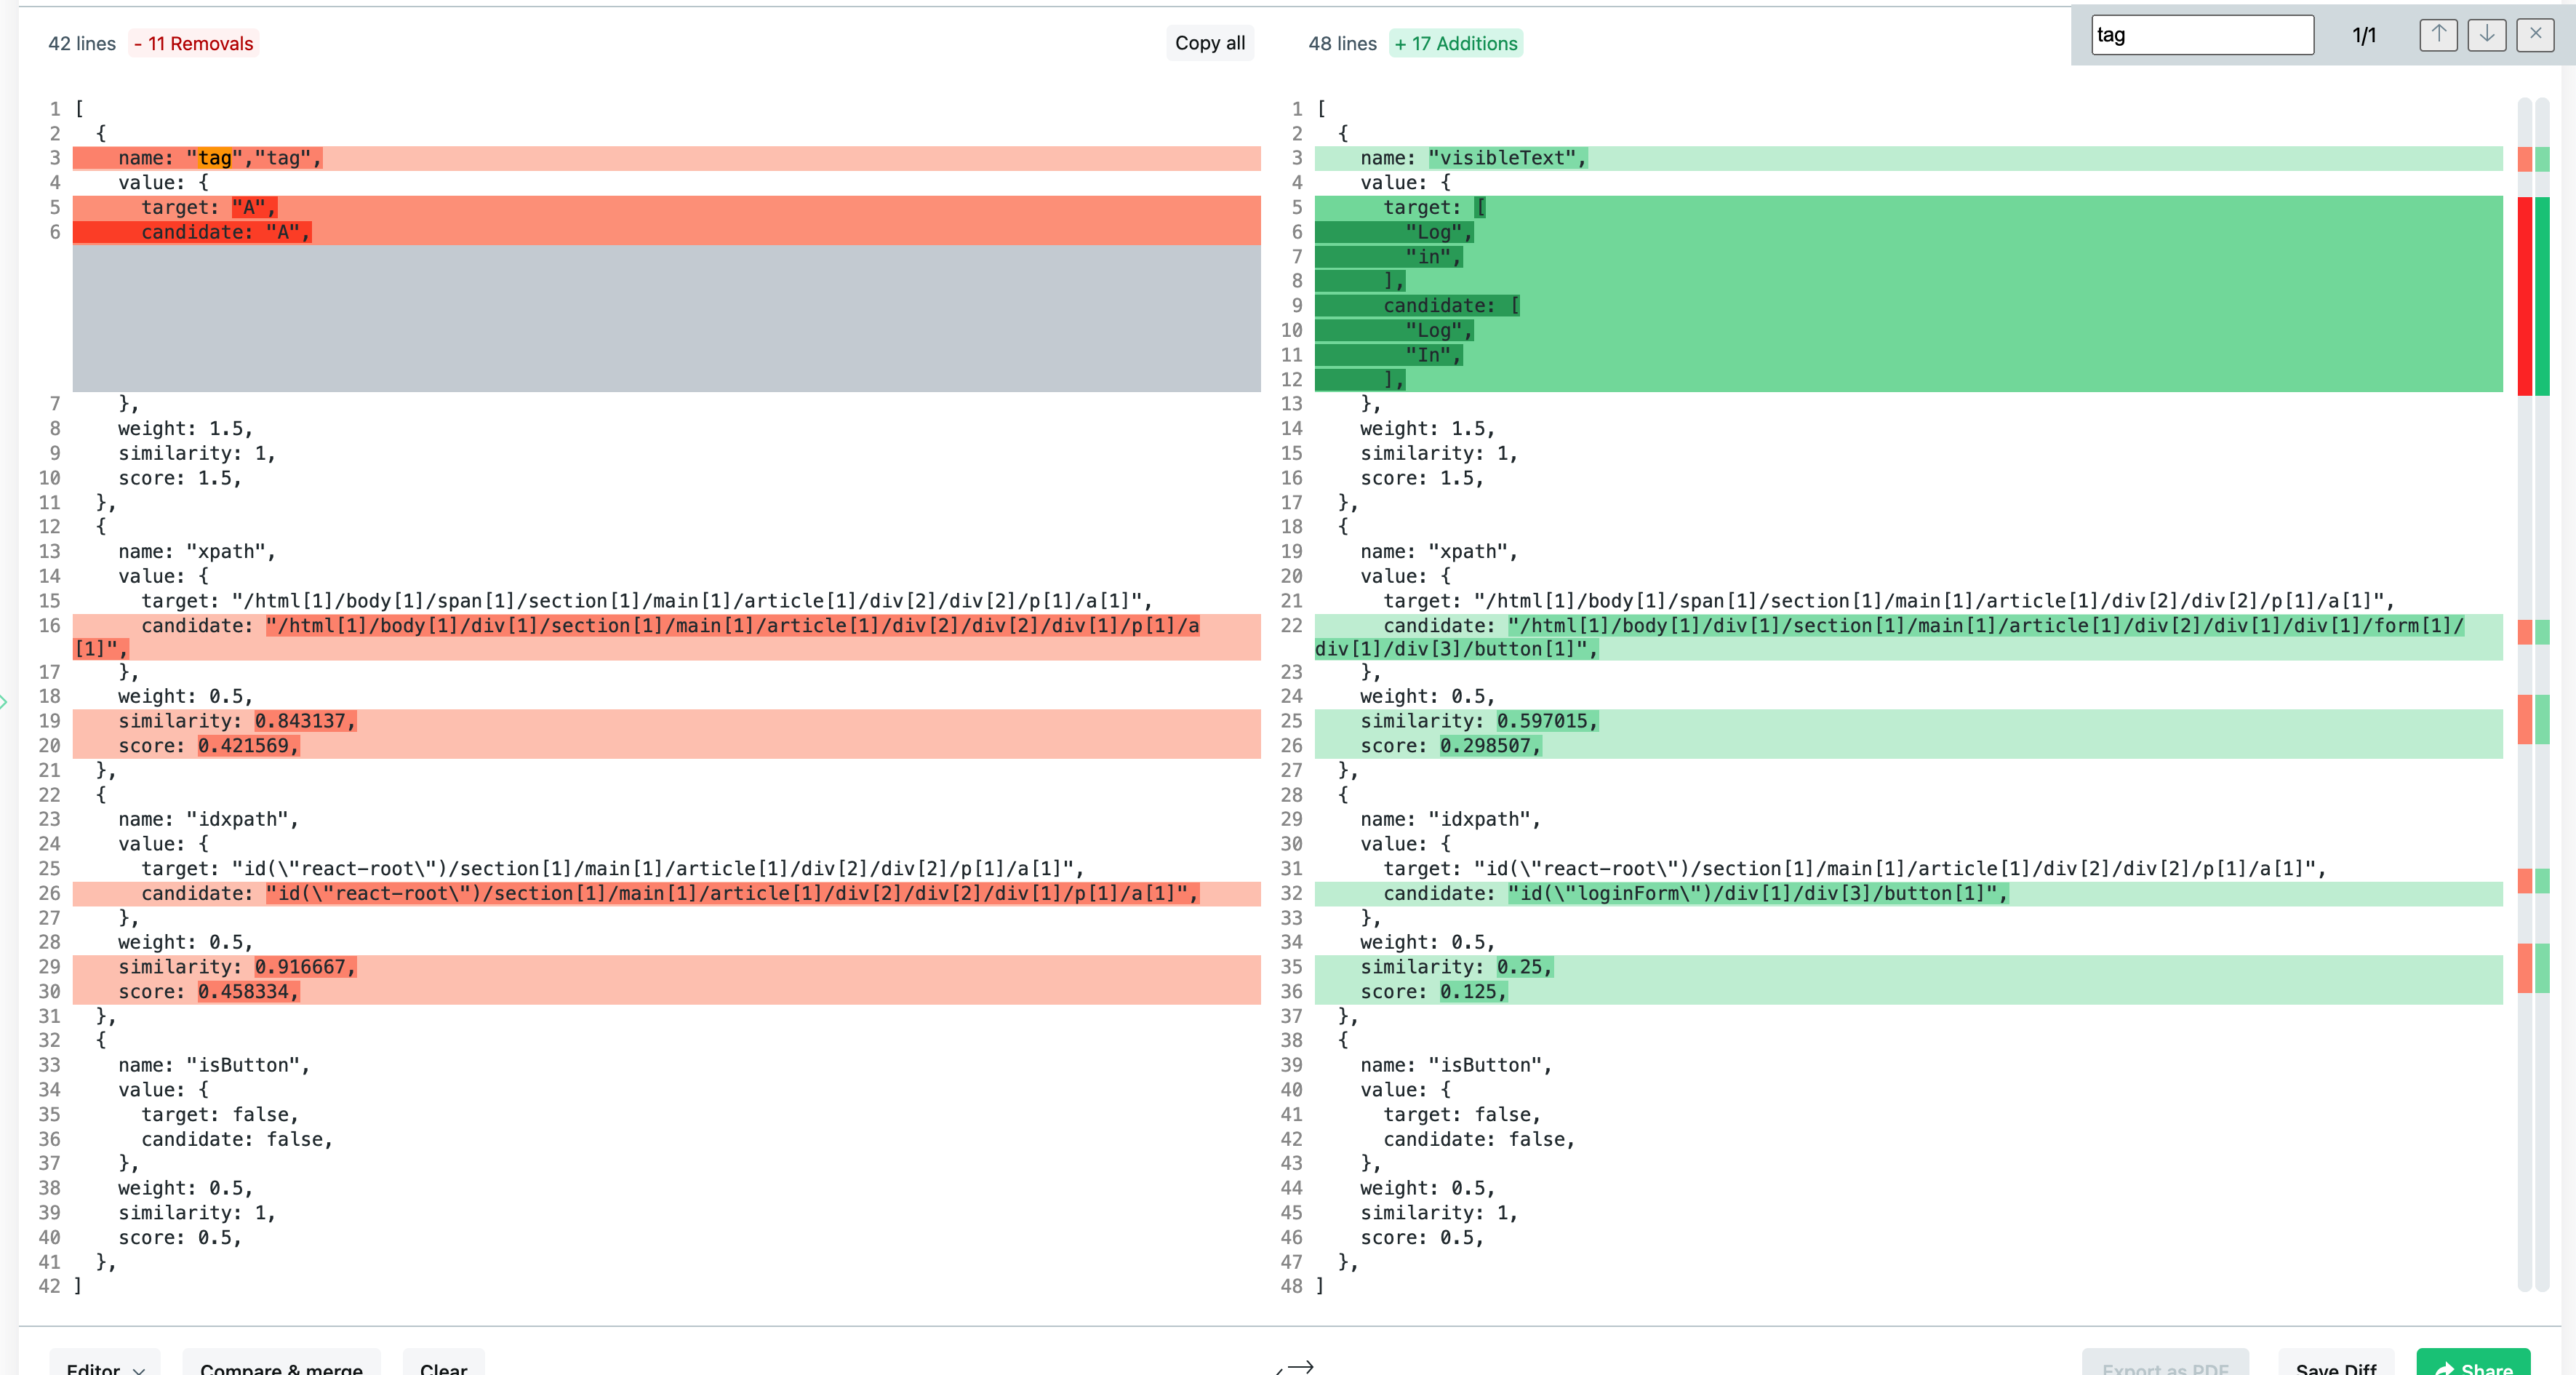 42 lines - 11 Removals Copy all
1 [
2 {
3 name: "tag","tag",
4 value: {
5 target: "A",
6 candidate: "A",
7 },
8 weight: 1.5,
9 similarity: 1,
10 score: 1.5,
11 },
12 {
13 name: "xpath",
14 value: {
15 target: "/html[1]/body[1]/span[1]/section[1]/main[1]/article[1]/div[2]/div[2]/p[1]/a[1]",
16 candidate: "/html[1]/body[1]/div[1]/section[1]/main[1]/article[1]/div[2]/div[2]/div[1]/p[1]/a
[1]",
17 },
18 weight: 0.5,
19 similarity: 0.843137,
20 score: 0.421569,
21 },
22 {
23 name: "idxpath",
24 value: {
25 target: "id(\"react-root\")/section[1]/main[1]/article[1]/div[2]/div[2]/p[1]/a[1]",
26 candidate: "id(\"react-root\")/section[1]/main[1]/article[1]/div[2]/div[2]/div[1]/p[1]/a[1]",
27 },
28 weight: 0.5,
29 similarity: 0.916667,
30 score: 0.458334,
31 },
32 {
33 name: "isButton",
34 value: {
35 target: false,
36 candidate: false,
37 },
38 weight: 0.5,
39 similarity: 1,
40 score: 0.5,
41 },
42 ]
48 lines + 17 Additions
tag 1/1
1 [
2 {
3 name: "visibleText",
4 value: {
5 target: [
6 "Log",
7 "in",
8 ],
9 candidate: [
10 "Log",
11 "In",
12 ],
13 },
14 weight: 1.5,
15 similarity: 1,
16 score: 1.5,
17 },
18 {
19 name: "xpath",
20 value: {
21 target: "/html[1]/body[1]/span[1]/section[1]/main[1]/article[1]/div[2]/div[2]/p[1]/a[1]",
22 candidate: "/html[1]/body[1]/div[1]/section[1]/main[1]/article[1]/div[2]/div[1]/div[1]/form[1]/
div[1]/div[3]/button[1]",
23 },
24 weight: 0.5,
25 similarity: 0.597015,
26 score: 0.298507,
27 },
28 {
29 name: "idxpath",
30 value: {
31 target: "id(\"react-root\")/section[1]/main[1]/article[1]/div[2]/div[2]/p[1]/a[1]",
32 candidate: "id(\"loginForm\")/div[1]/div[3]/button[1]",
33 },
34 weight: 0.5,
35 similarity: 0.25,
36 score: 0.125,
37 },
38 {
39 name: "isButton",
40 value: {
41 target: false,
42 candidate: false,
43 },
44 weight: 0.5,
45 similarity: 1,
46 score: 0.5,
47 },
48 ]
Editor Compare & merge Clear Export as PDF Save Diff Share